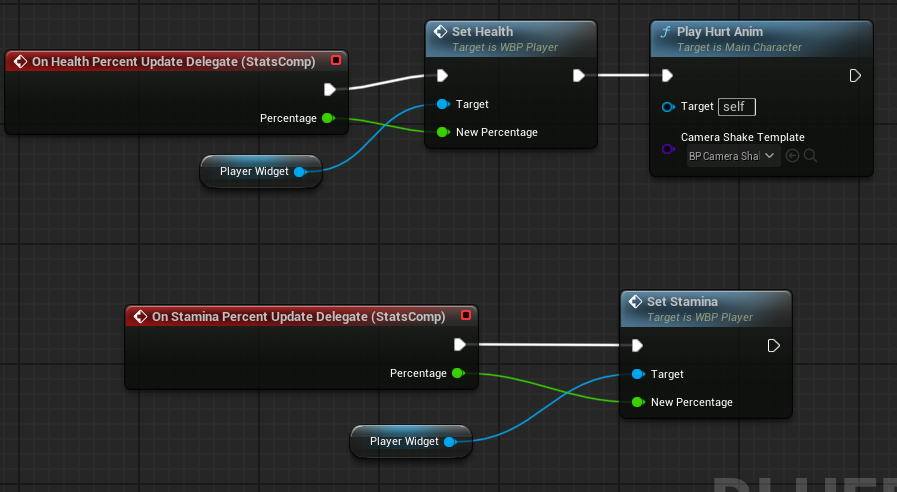 Set Health
Target is WBP Player
Play Hurt Anim
Target is Main Character
On Health Percent Update Delegate (StatsComp)
Target
Target self
Percentage
New Percentage
Camera Shake Template
BP Camera Shal
Player Widget
Set Stamina
Target is WBP Player
On Stamina Percent Update Delegate (StatsComp)
Percentage
Target
New Percentage
Player Widget